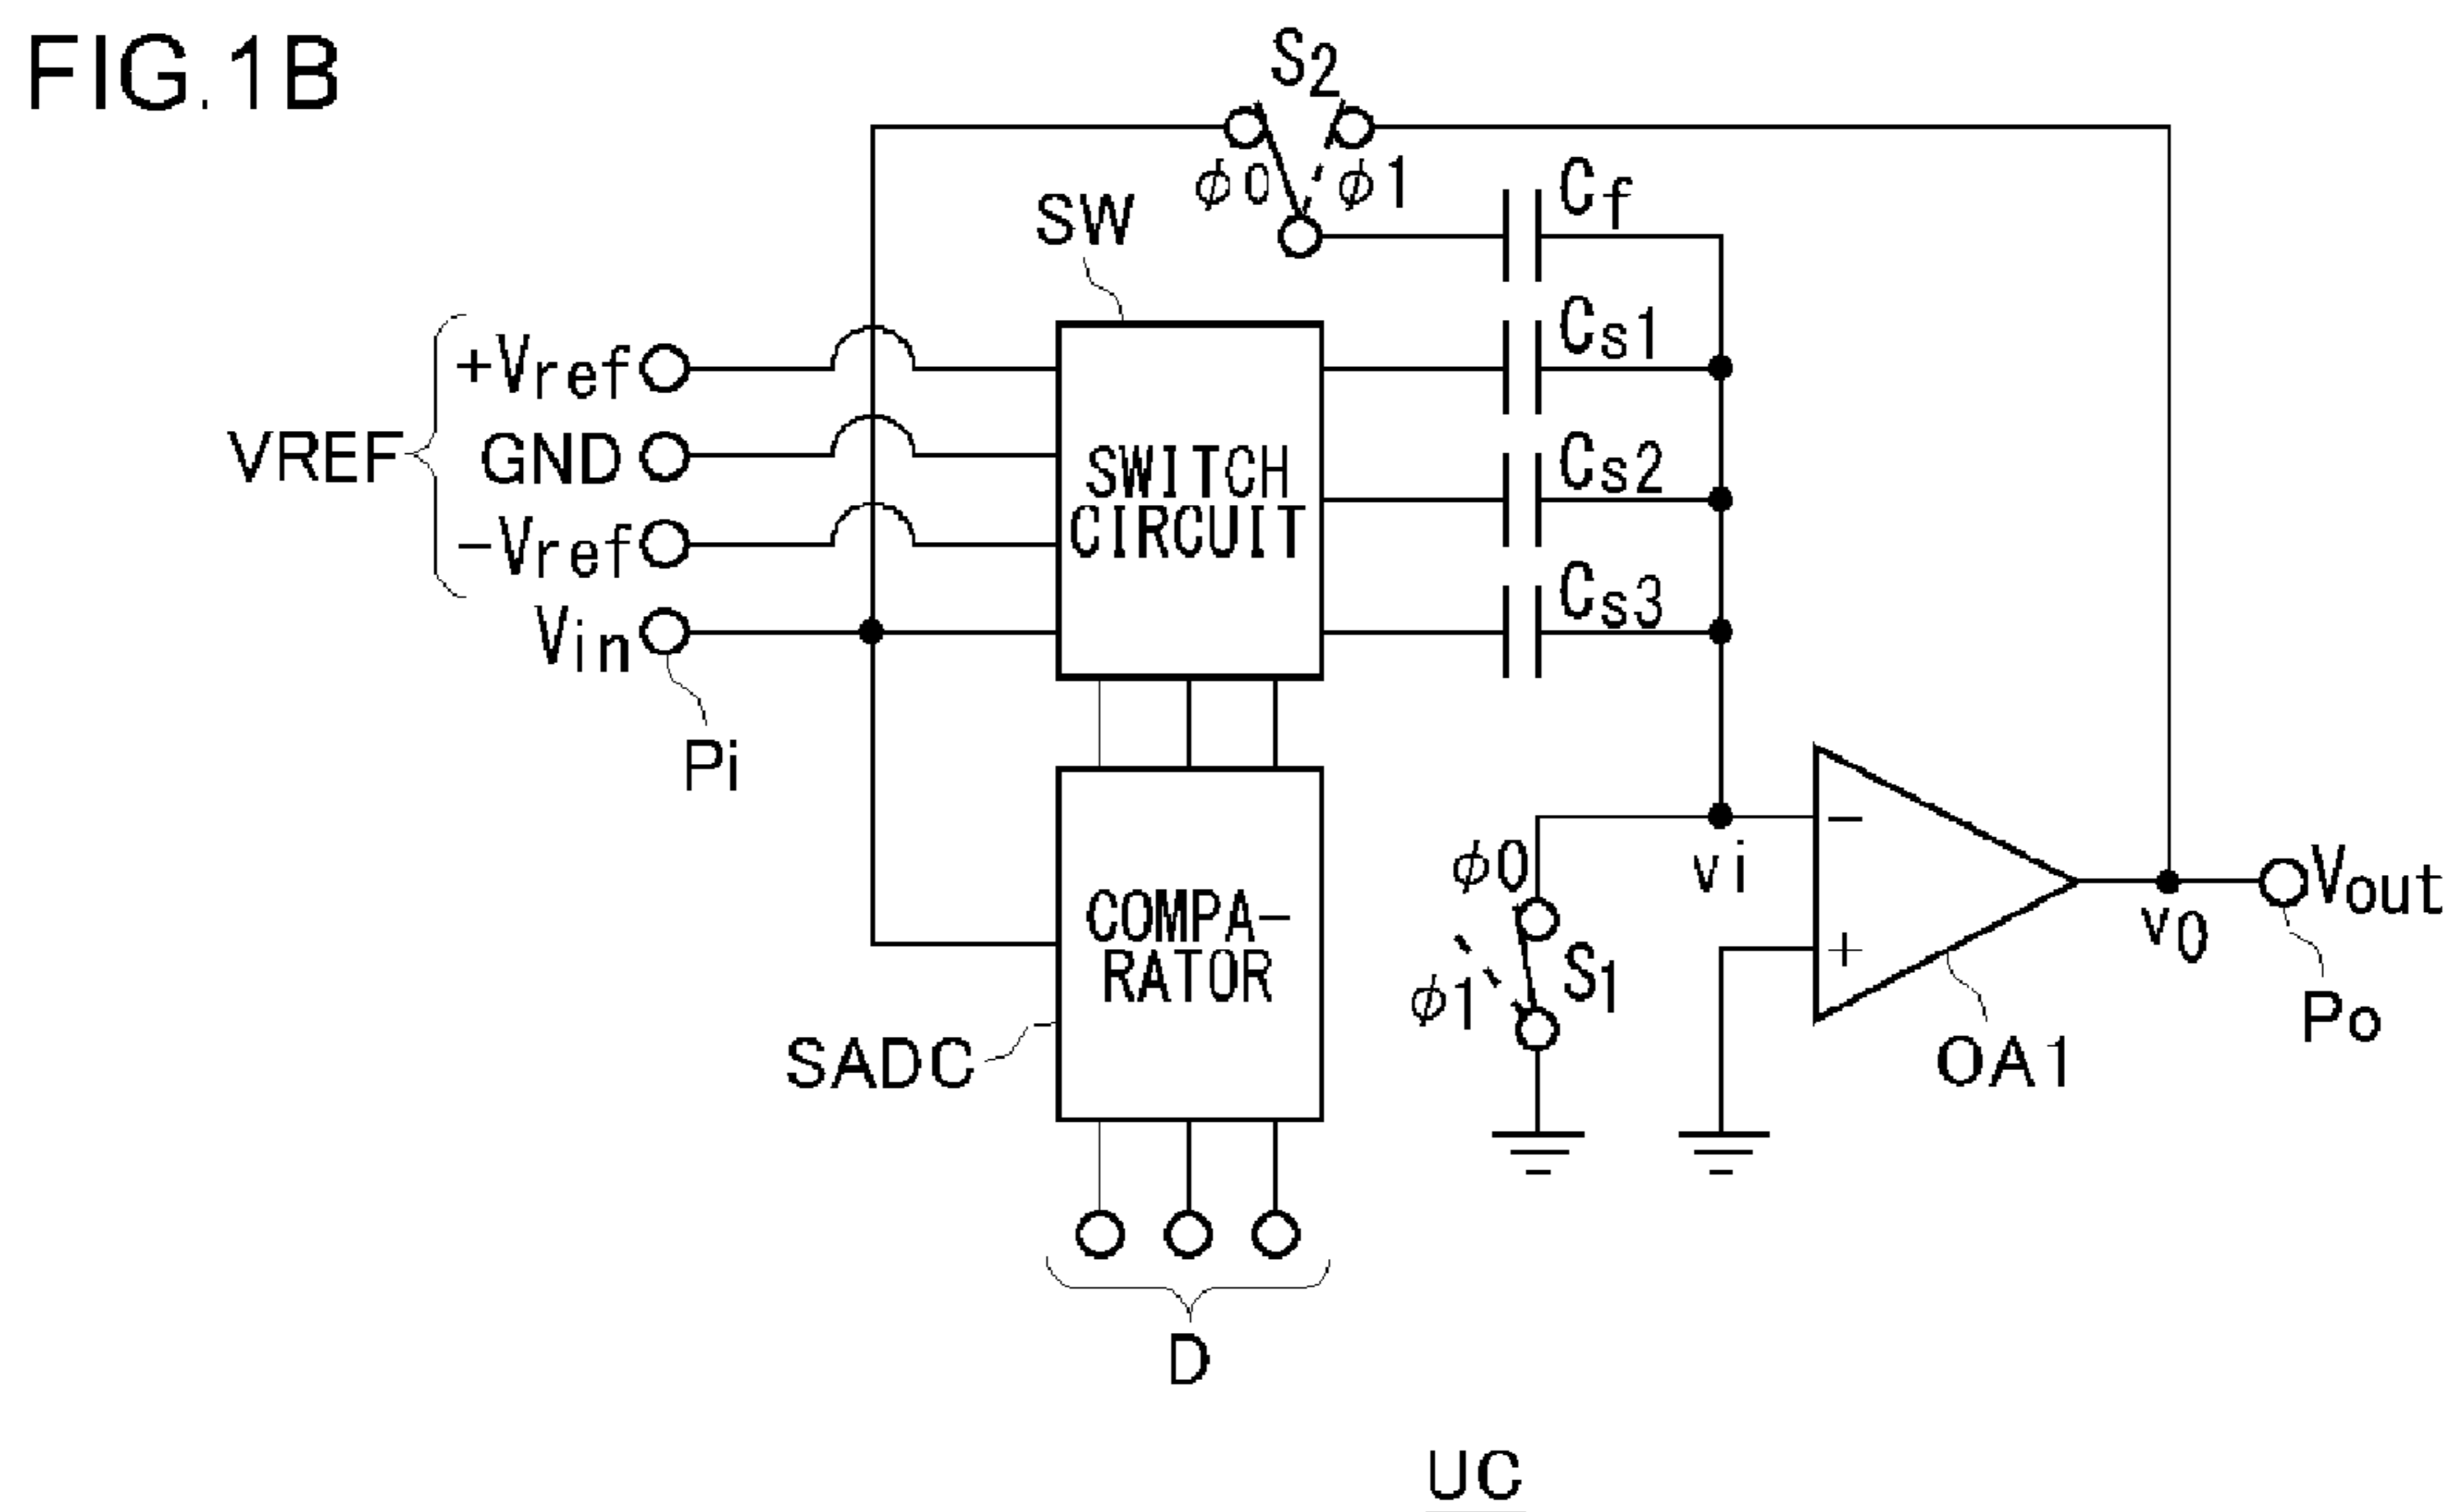 FIG.1B
S2
φ0 φ1
Cf
SW
Cs1
+Vref
VREF
GND
SWITCH
CIRCUIT
Cs2
-Vref
Cs3
Vin
Pi
φ0
vi
-
+
COMPA-
RATOR
φ1
S1
Vout
v0
Po
SADC
OA1
D
UC